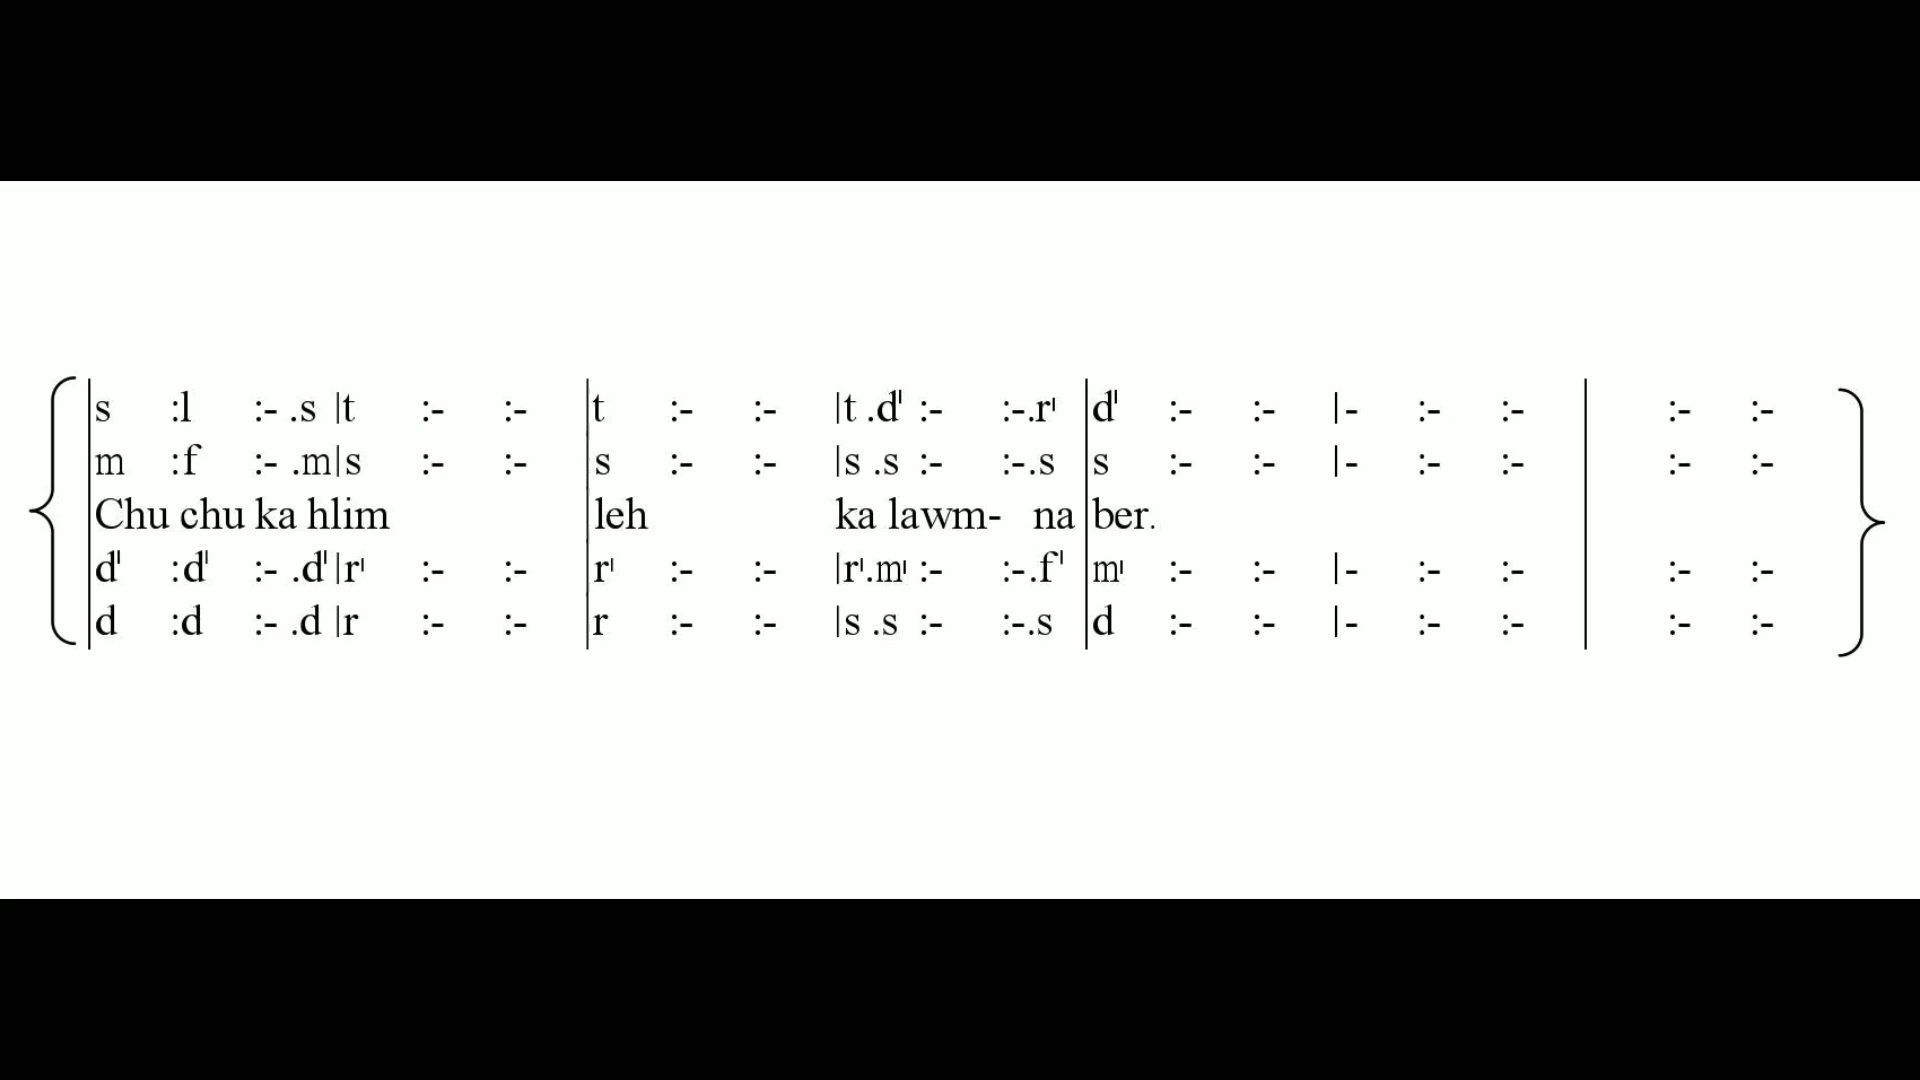 |s :l :- .s |t :- :- |t :- :- |t .d' :- :-.r' |d' :- :- |- :- :- | :- :-
|m :f :- .m|s :- :- |s :- :- |s .s :- :-.s |s :- :- |- :- :- | :- :-
Chu chu ka hlim leh ka lawm- na ber.
|d' :d' :- .d'|r' :- :- |r' :- :- |r'.m' :- :-.f' |m' :- :- |- :- :- | :- :-
|d :d :- .d |r :- :- |r :- :- |s .s :- :-.s |d :- :- |- :- :- | :- :-